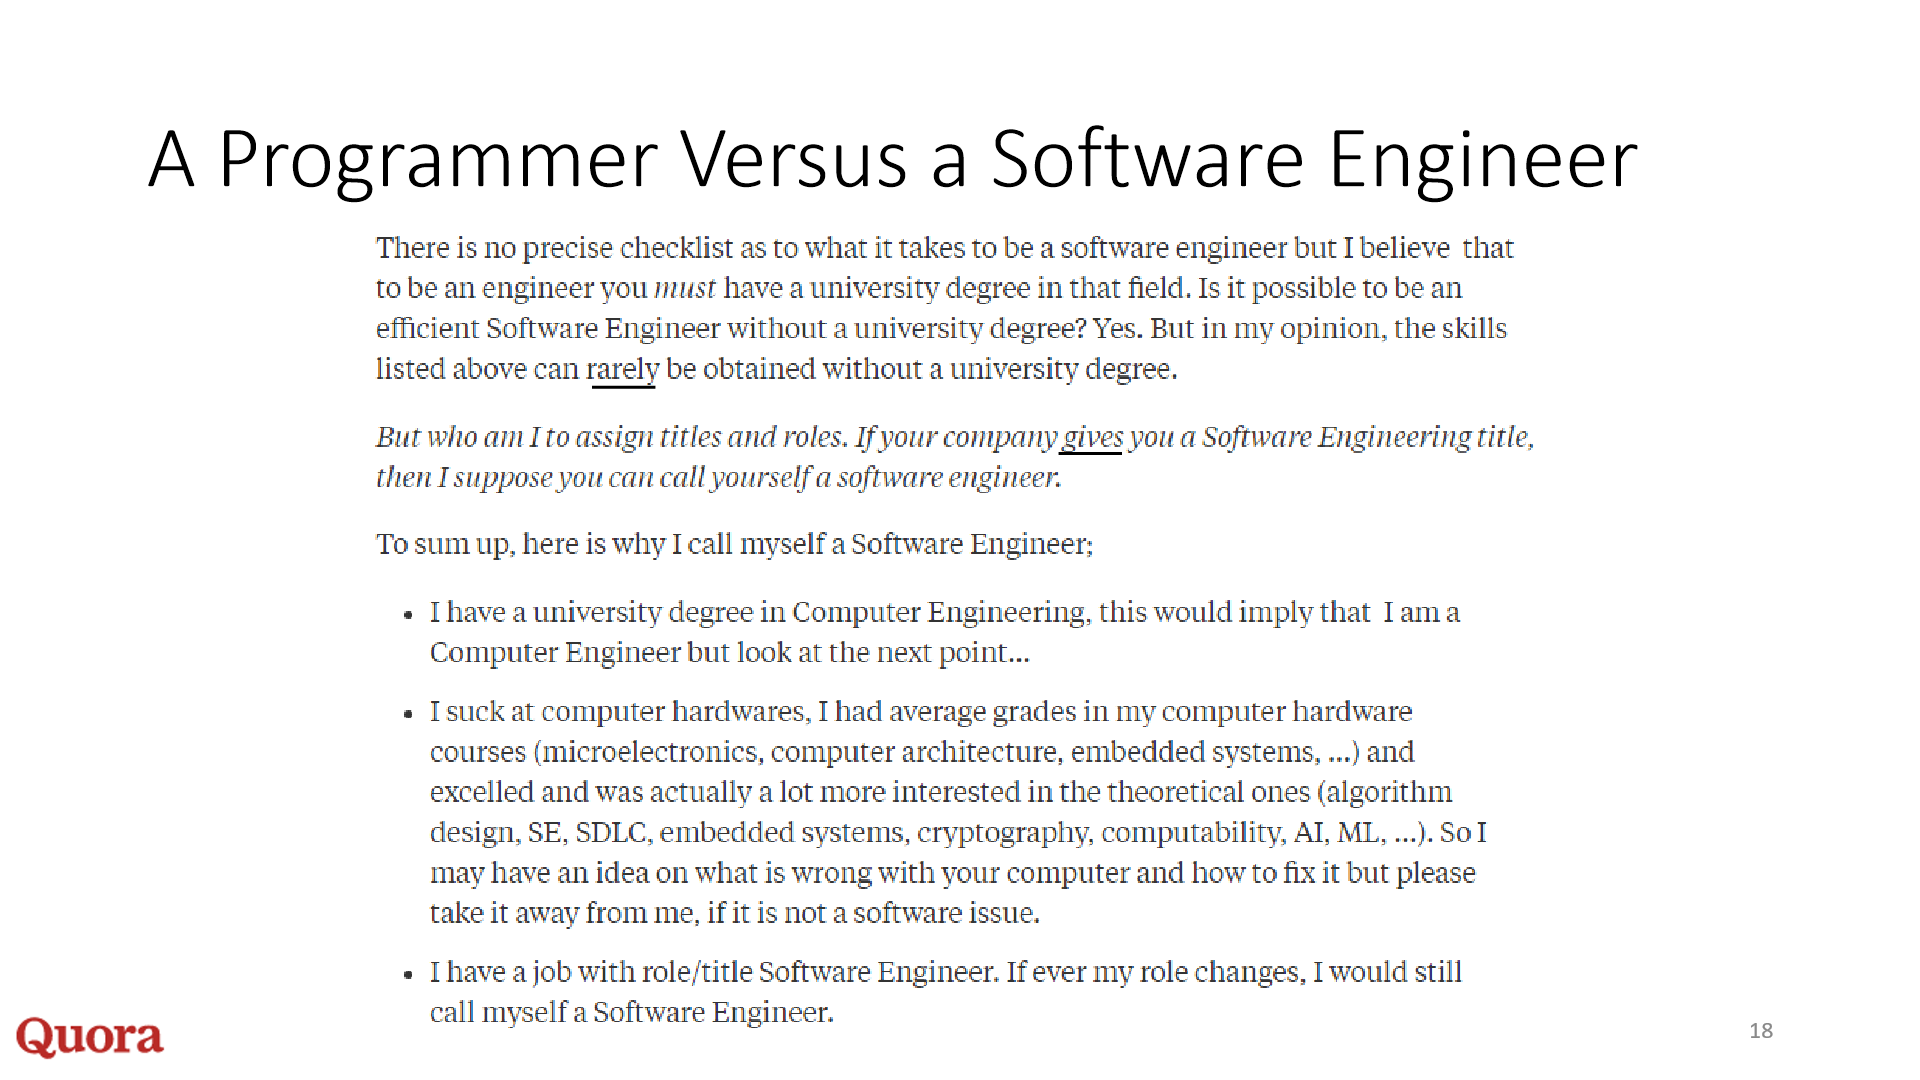 A Programmer Versus a Software Engineer
There is no precise checklist as to what it takes to be a software engineer but I believe that
to be an engineer you must have a university degree in that field. Is it possible to be an
efficient Software Engineer without a university degree? Yes. But in my opinion, the skills
listed above can rarely be obtained without a university degree.
But who am I to assign titles and roles. If your company gives you a Software Engineering title,
then I suppose you can call yourself a software engineer.
To sum up, here is why I call myself a Software Engineer;
• I have a university degree in Computer Engineering, this would imply that I am a
Computer Engineer but look at the next point...
• I suck at computer hardwares, I had average grades in my computer hardware
courses (microelectronics, computer architecture, embedded systems, ...) and
excelled and was actually a lot more interested in the theoretical ones (algorithm
design, SE, SDLC, embedded systems, cryptography, computability, AI, ML, ...). So I
may have an idea on what is wrong with your computer and how to fix it but please
take it away from me, if it is not a software issue.
• I have a job with role/title Software Engineer. If ever my role changes, I would still
call myself a Software Engineer.
Quora
18